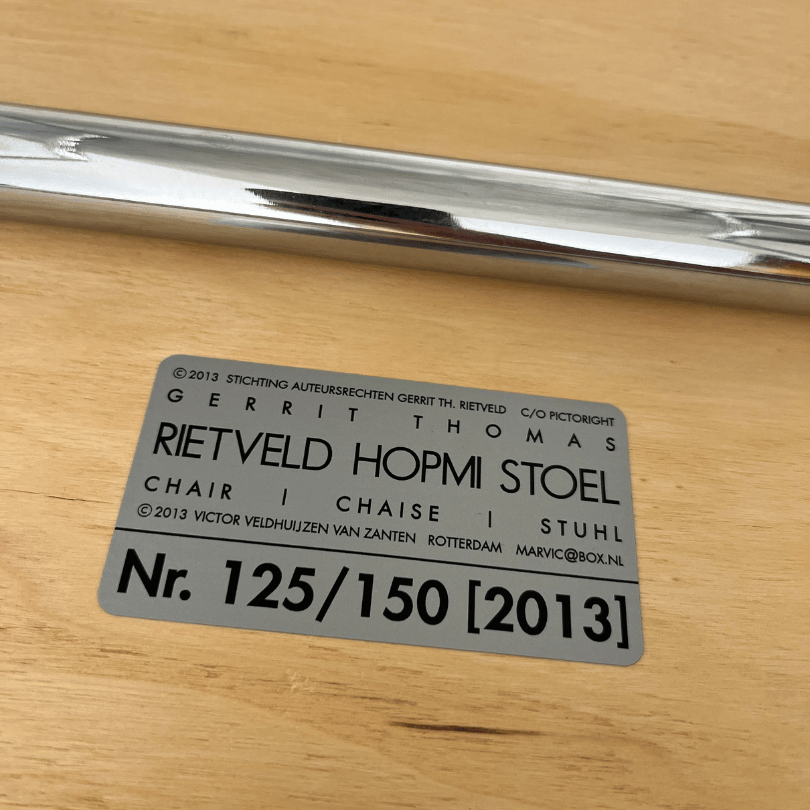 ©2013 STICHTING AUTEURSRECHTEN GERRIT TH. RIETVELD C/O PICTORIGHT
GERRIT THOMAS
RIETVELD HOPMI STOEL
CHAIR | CHAISE | STUHL
©2013 VICTOR VELDHUIJZEN VAN ZANTEN ROTTERDAM MARVIC@BOX.NL
Nr. 125/150 [2013]